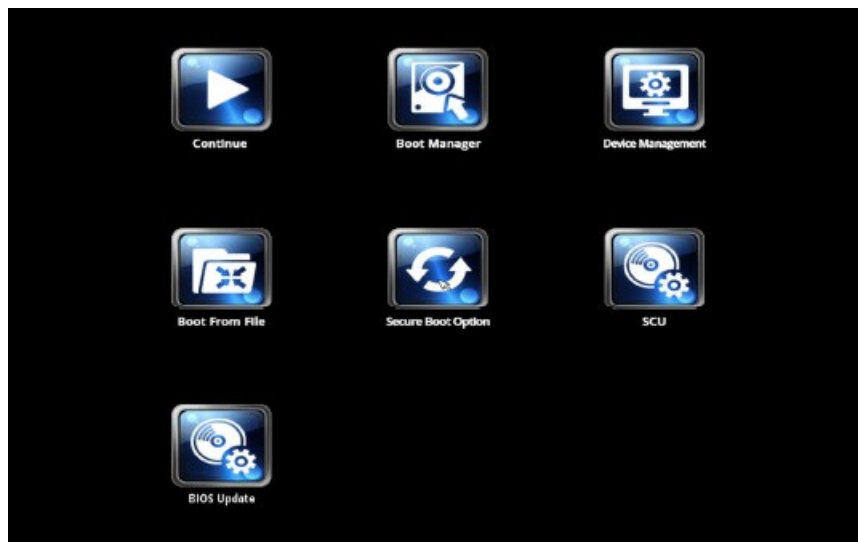 Continue
Boot Manager
Device Management
Boot From File
Secure Boot Option
SCU
BIOS Update